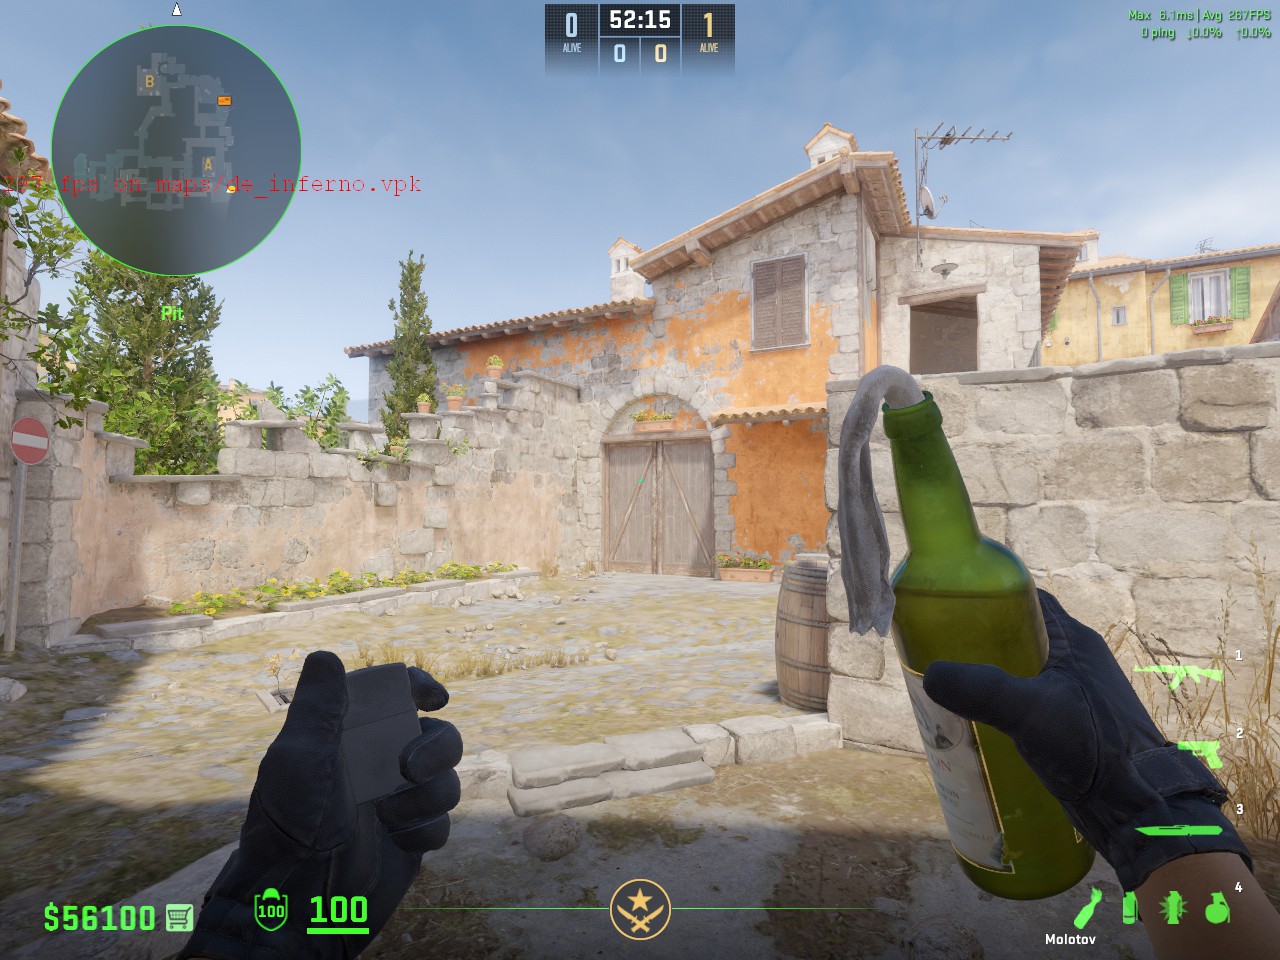 0
ALIVE
52:15
0 0
1
ALIVE
Max 6.1ms | Avg 267FPS
0 ping ↓0.0% ↑0.0%
B
A
fps on maps/de_inferno.vpk
Pit
1
2
3
4
$56100
100
100
Molotov